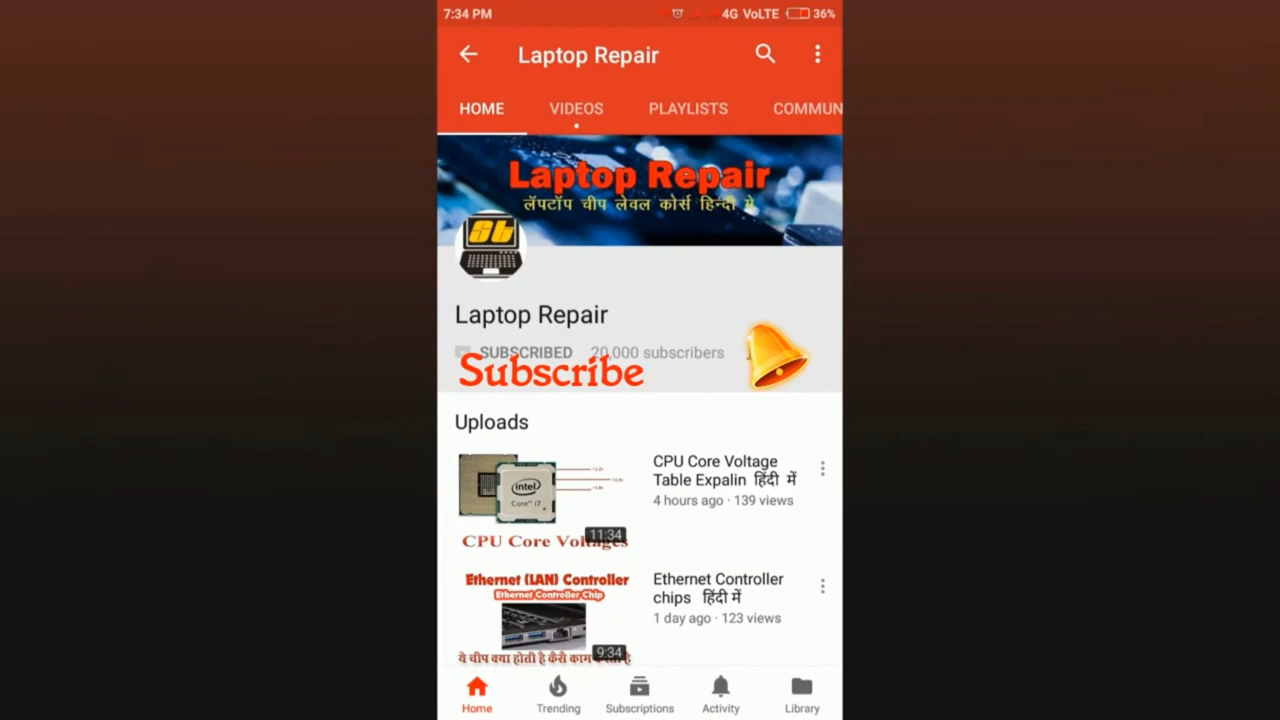 7:34 PM
4G VoLTE 36%
Laptop Repair
HOME VIDEOS PLAYLISTS COMMUN
Laptop Repair
लॅपटॉप चीप लेवल कोर्स हिन्दी मे
St
Laptop Repair
SUBSCRIBED 20,000 subscribers
Subscribe
Uploads
CPU Core Voltage
Table Expalin हिंदी में
4 hours ago · 139 views
intel
Core i7
11:34
CPU Core Voltages
Ethernet Controller
chips हिंदी में
1 day ago · 123 views
Ethernet (LAN) Controller
Ethernet Controller Chip
9:34
ये चीप क्या होती है कैसे काम करती है
Home Trending Subscriptions Activity Library